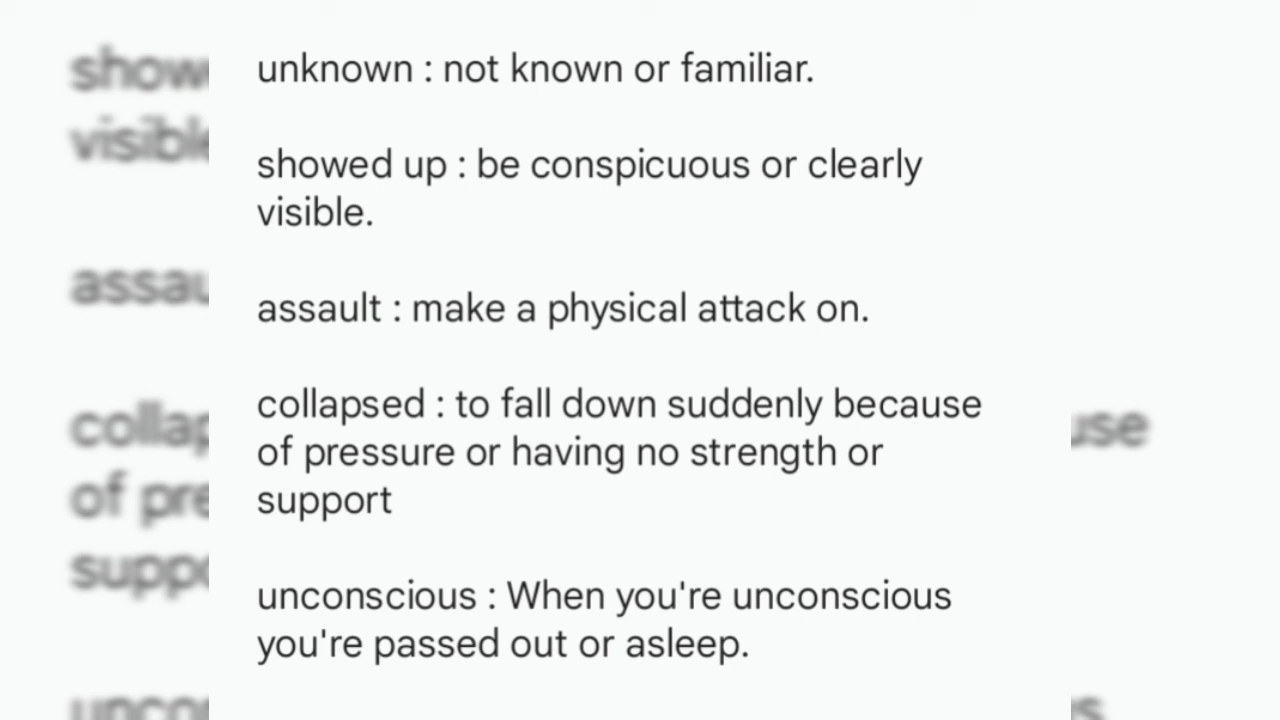 unknown : not known or familiar.
showed up : be conspicuous or clearly
visible.
assault : make a physical attack on.
collapsed : to fall down suddenly because
of pressure or having no strength or
support
unconscious : When you're unconscious
you're passed out or asleep.